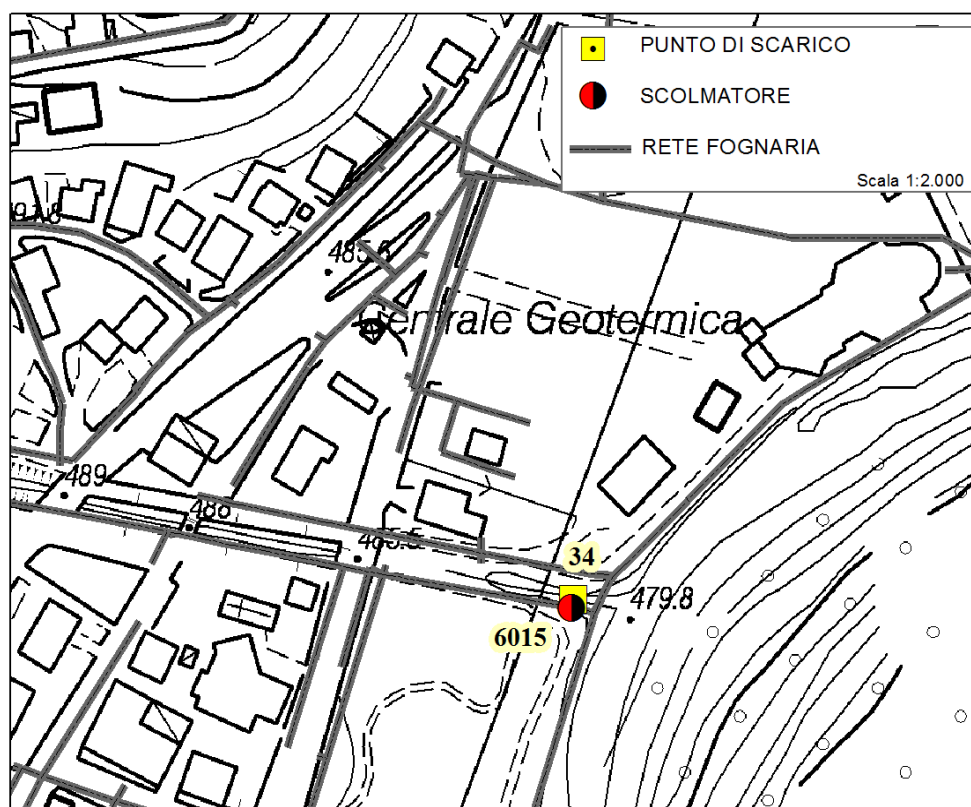 PUNTO DI SCARICO
SCOLMATORE
RETE FOGNARIA
Scala 1:2.000
485.6
Centrale Geotermica
489
486
485.5
34
479.8
6015